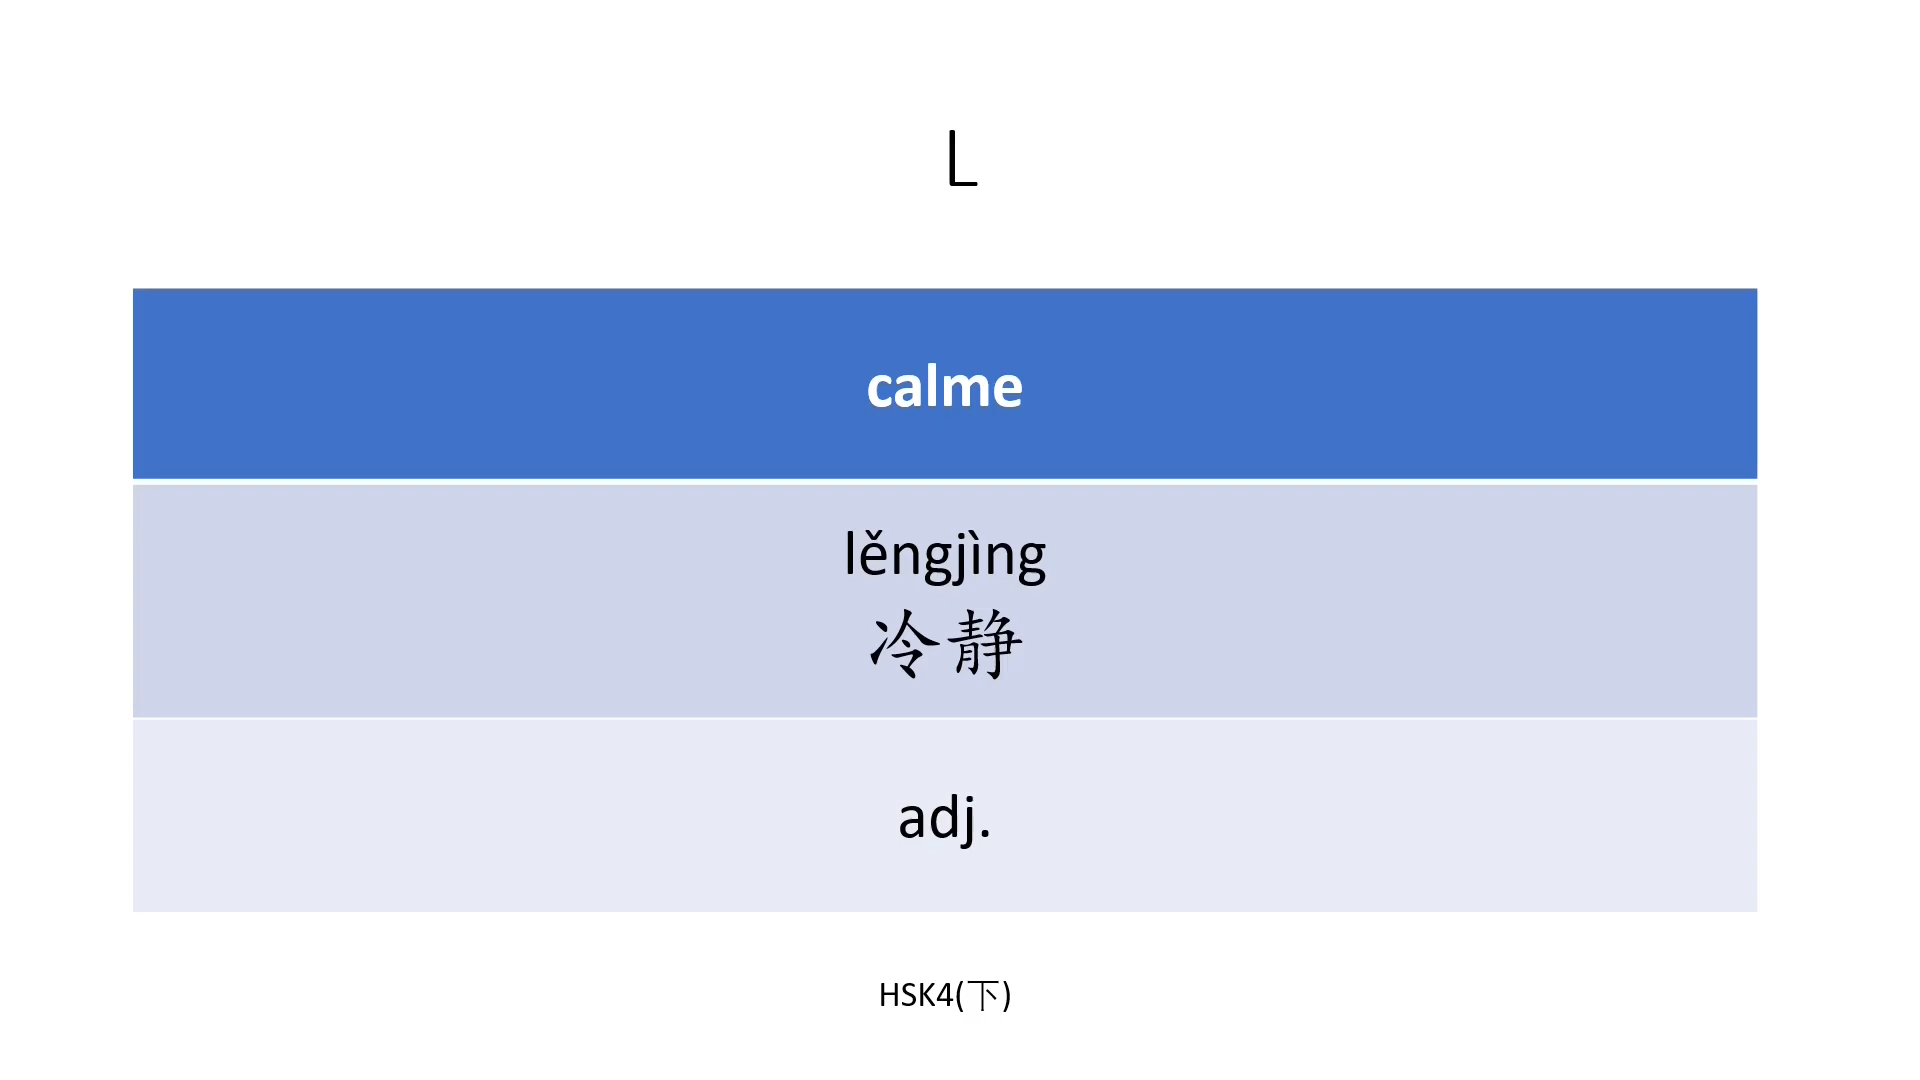 L
calme
lěngjìng
冷静
adj.
HSK4(下)